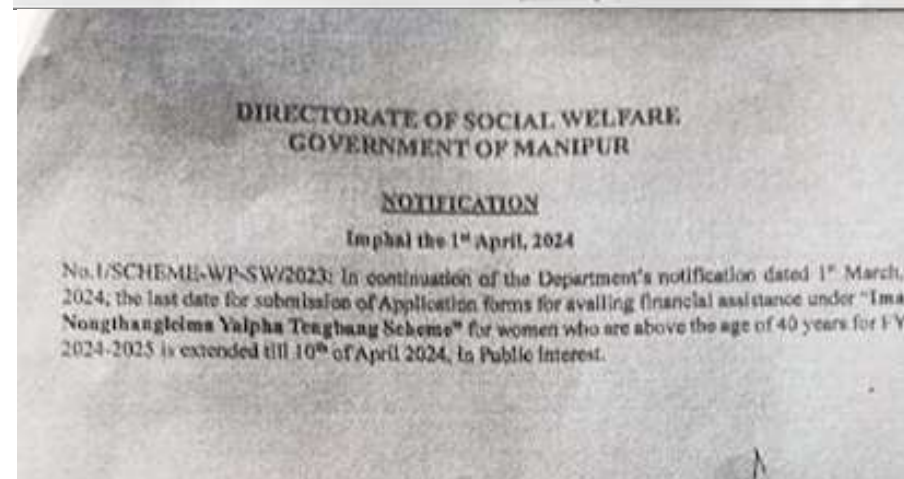 DIRECTORATE OF SOCIAL WELFARE
GOVERNMENT OF MANIPUR
NOTIFICATION
Imphal the 1st April, 2024
No.1/SCHEME-WP-SW/2023: In continuation of the Department's notification dated 1st March,
2024, the last date for submission of Application forms for availing financial assistance under "Ima
Nongthangleima Yaipha Tengbang Scheme" for women who are above the age of 40 years for FY
2024-2025 is extended till 10th of April 2024, in Public Interest.